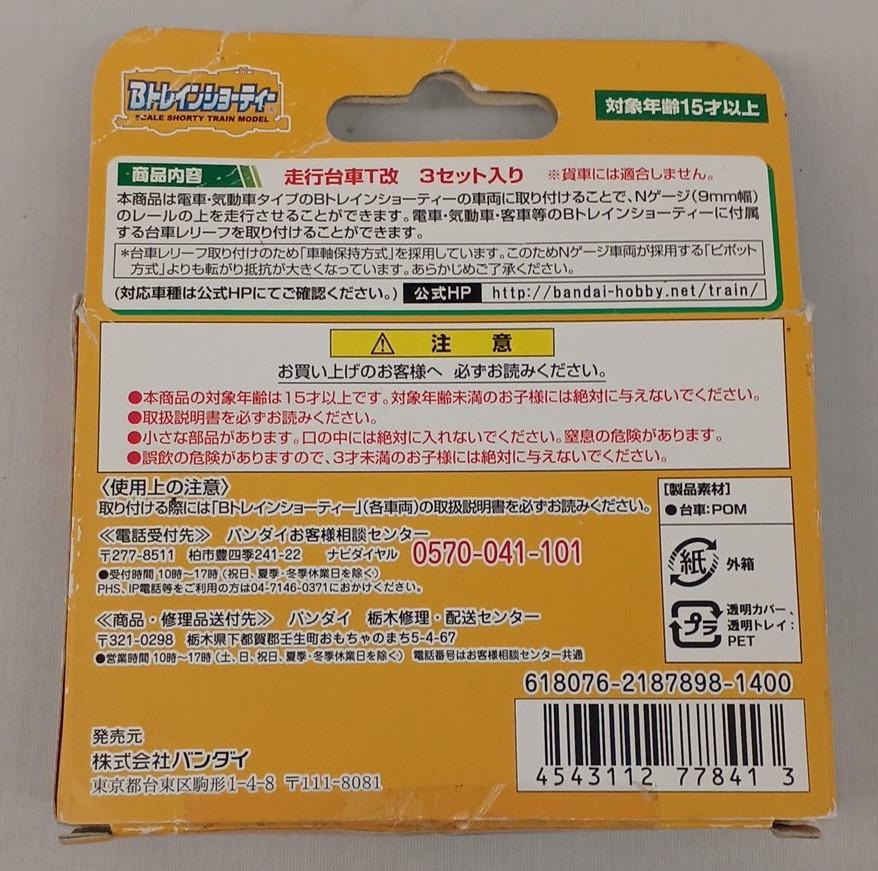 Bトレインショーティー
SCALE SHORTY TRAIN MODEL
対象年齢15才以上
商品内容 走行台車T改 3セット入り ※貨車には適合しません。
本商品は電車・気動車タイプのBトレインショーティーの車両に取り付けることで、Nゲージ(9mm幅)
のレールの上を走行させることができます。電車・気動車・客車等のBトレインショーティーに付属
する台車レリーフを取り付けることができます。
*台車レリーフ取り付けのため「車軸保持方式」を採用しています。このためNゲージ車両が採用する「ピボット
方式」よりも転がり抵抗が大きくなっています。あらかじめご了承ください。
(対応車種は公式HPにてご確認ください。) 公式HP http://bandai-hobby.net/train/
⚠ 注意
お買い上げのお客様へ 必ずお読みください。
●本商品の対象年齢は15才以上です。対象年齢未満のお子様には絶対に与えないでください。
●取扱説明書を必ずお読みください。
●小さな部品があります。口の中には絶対に入れないでください。窒息の危険があります。
●誤飲の危険がありますので、3才未満のお子様には絶対に与えないでください。
〈使用上の注意〉
取り付ける際には「Bトレインショーティー」(各車両)の取扱説明書を必ずお読みください。
≪電話受付先≫ バンダイお客様相談センター
〒277-8511 柏市豊四季241-22 ナビダイヤル 0570-041-101
●受付時間 10時〜17時(祝日、夏季・冬季休業日を除く)
PHS、IP電話等をご利用の方は04-7146-0371におかけください。
≪商品・修理品送付先≫ バンダイ 栃木修理・配送センター
〒321-0298 栃木県下都賀郡壬生町おもちゃのまち5-4-67
●営業時間 10時〜17時(土、日、祝日、夏季・冬季休業日を除く) 電話番号はお客様相談センター共通
[製品素材]
●台車:POM
紙 外箱
プラ 透明カバー、
透明トレイ:
PET
618076-2187898-1400
4543112 77841 3
発売元
株式会社バンダイ
東京都台東区駒形1-4-8 〒111-8081